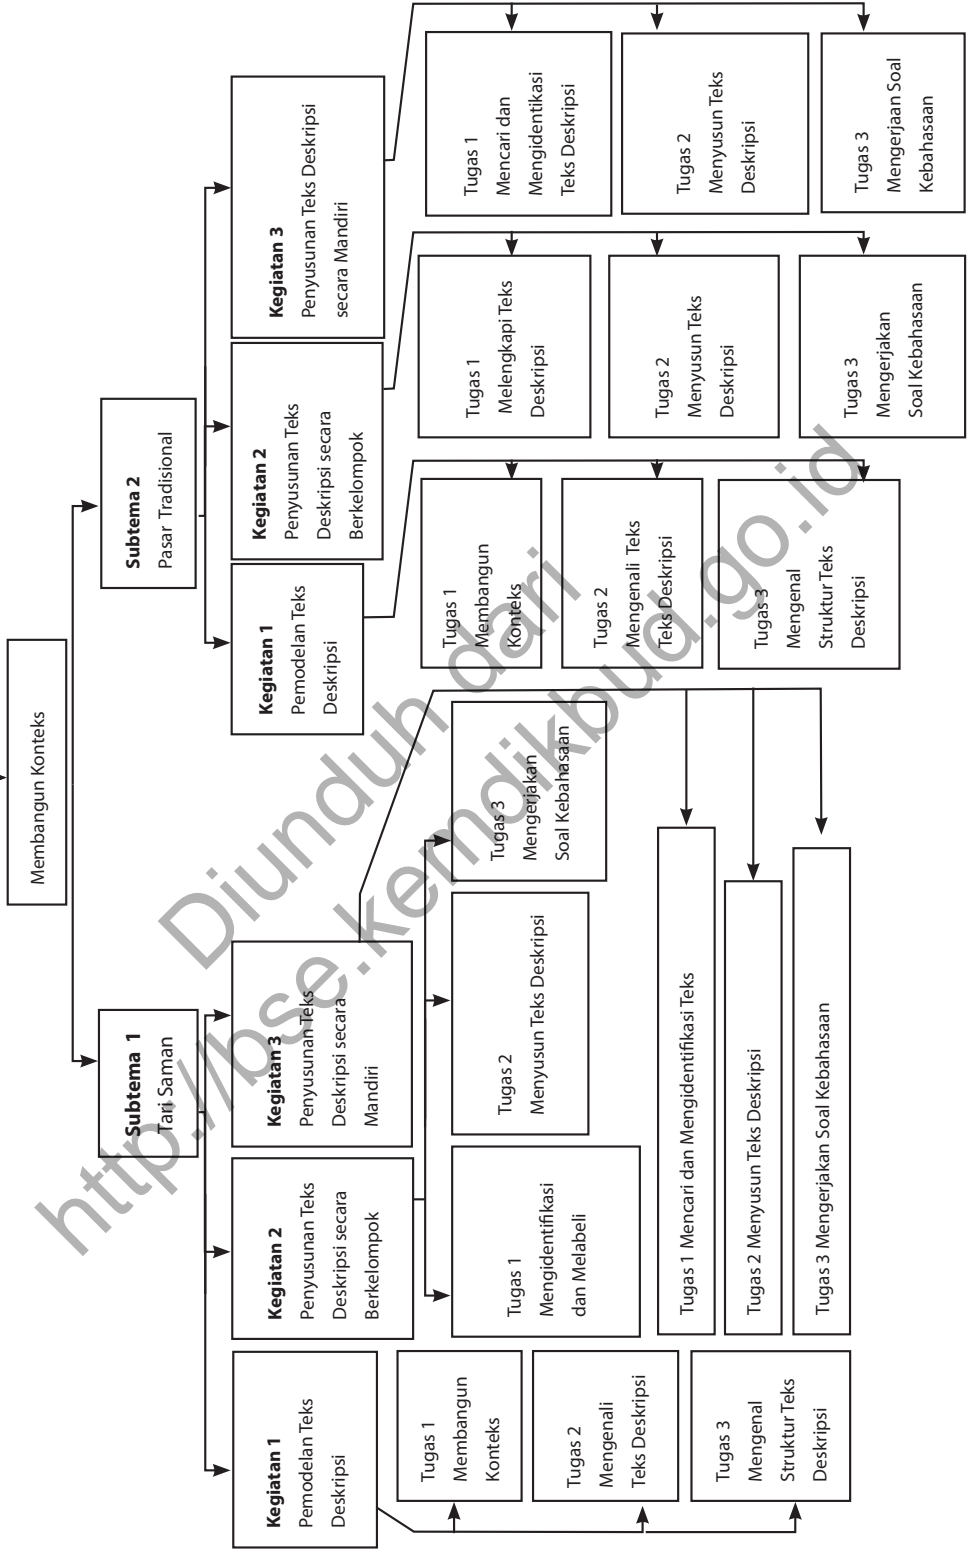 Membangun Konteks
Subtema 1
Tari Saman
Kegiatan 1
Pemodelan Teks
Deskripsi
Tugas 1
Membangun
Konteks
Tugas 2
Mengenali
Teks Deskripsi
Tugas 3
Mengenal
Struktur Teks
Deskripsi
Kegiatan 2
Penyusunan Teks
Deskripsi secara
Berkelompok
Tugas 1
Mengidentifikasi
dan Melabeli
Tugas 2
Menyusun Teks Deskripsi
Tugas 3
Mengerjakan
Soal Kebahasaan
Kegiatan 3
Penyusunan Teks
Deskripsi secara
Mandiri
Tugas 1 Mencari dan Mengidentifikasi Teks
Tugas 2 Menyusun Teks Deskripsi
Tugas 3 Mengerjakan Soal Kebahasaan
Subtema 2
Pasar Tradisional
Kegiatan 1
Pemodelan Teks
Deskripsi
Tugas 1
Membangun
Konteks
Tugas 2
Mengenali Teks
Teks Deskripsi
Tugas 3
Mengenal
Struktur Teks
Deskripsi
Kegiatan 2
Penyusunan Teks
Deskripsi secara
Berkelompok
Tugas 1
Melengkapi Teks
Deskripsi
Tugas 2
Menyusun Teks
Deskripsi
Tugas 3
Mengerjakan
Soal Kebahasaan
Kegiatan 3
Penyusunan Teks Deskripsi
secara Mandiri
Tugas 1
Mencari dan
Mengidentikasi
Teks Deskripsi
Tugas 2
Menyusun Teks
Deskripsi
Tugas 3
Mengerjaan Soal
Kebahasaan
Diunduh dari
http://bse.kemdikbud.go.id